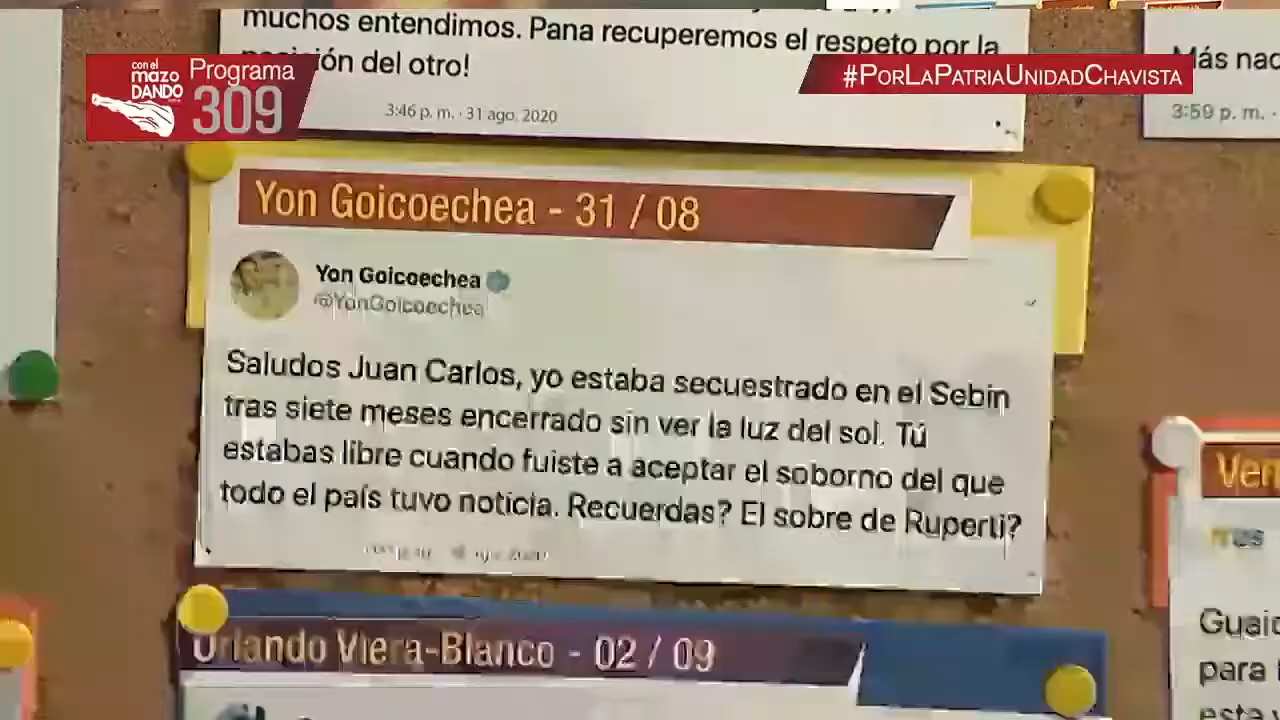 muchos entendimos. Pana recuperemos el respeto por la
ión del otro!
3:46 p. m. · 31 ago. 2020
con el
mazo
DANDO
Programa
309
#PORLAPATRIAUNIDADCHAVISTA
Más nad
3:59 p. m. ·
Yon Goicoechea - 31 / 08
Yon Goicoechea
@YonGoicoechea
Saludos Juan Carlos, yo estaba secuestrado en el Sebin
tras siete meses encerrado sin ver la luz del sol. Tú
estabas libre cuando fuiste a aceptar el soborno del que
todo el país tuvo noticia. Recuerdas? El sobre de Ruperti?
Orlando Viera-Blanco - 02 / 09
Ven
Guaid
para
esta